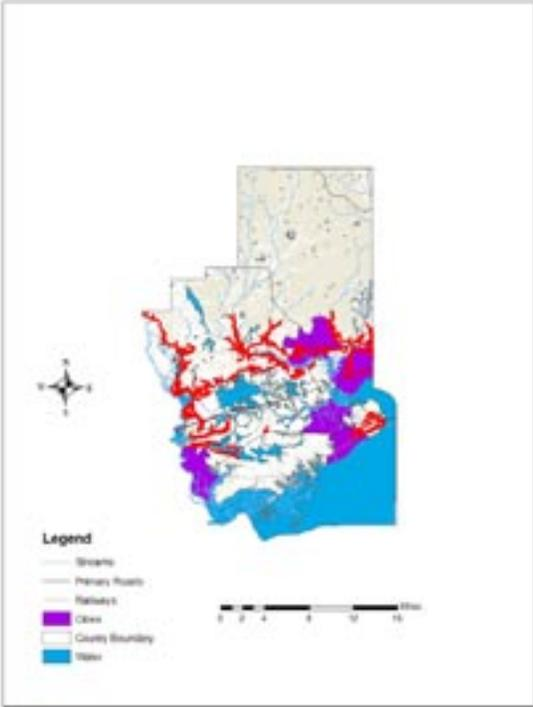 N
W E
S
Legend
Streams
Primary Roads
Railways
Cities
County Boundary
Water
Miles
0 2 4 8 12 16